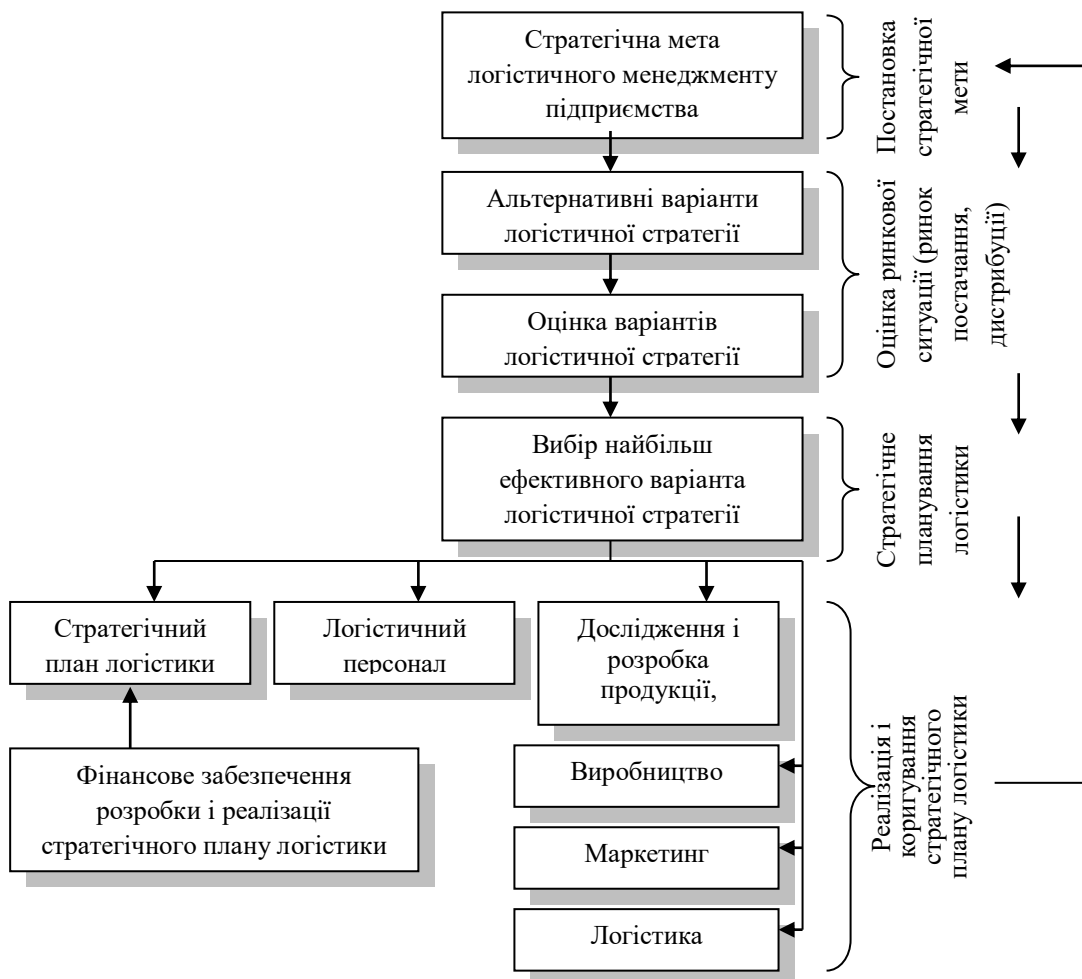 Стратегічна мета
логістичного менеджменту
підприємства
Постановка
стратегічної
мети
Альтернативні варіанти
логістичної стратегії
Оцінка варіантів
логістичної стратегії
Оцінка ринкової
ситуації (ринок
постачання,
дистрибуції)
Вибір найбільш
ефективного варіанта
логістичної стратегії
Стратегічне
планування
логістики
Стратегічний
план логістики
Логістичний
персонал
Дослідження і
розробка
продукції,
Фінансове забезпечення
розробки і реалізації
стратегічного плану логістики
Виробництво
Маркетинг
Логістика
Реалізація і
коригування
стратегічного
плану логістики